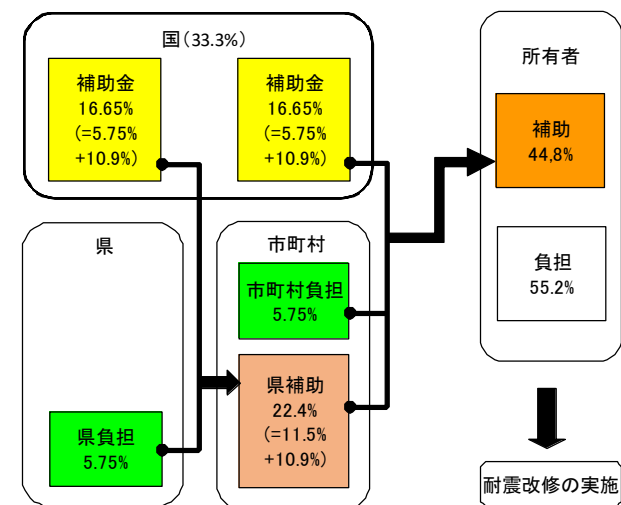 国(33.3%)
補助金
16.65%
(=5.75%
+10.9%)
補助金
16.65%
(=5.75%
+10.9%)
県
県負担
5.75%
市町村
市町村負担
5.75%
県補助
22.4%
(=11.5%
+10.9%)
所有者
補助
44,8%
負担
55.2%
耐震改修の実施